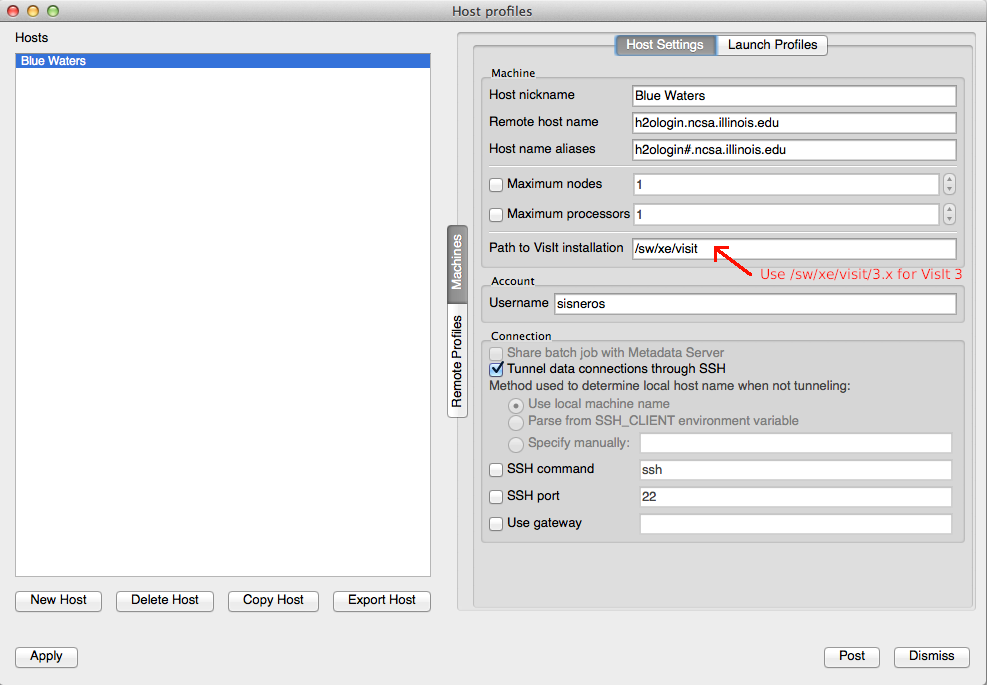 Host profiles
Hosts
Blue Waters
Host Settings
Launch Profiles
Machines
Remote Profiles
Machine
Host nickname Blue Waters
Remote host name h2ologin.ncsa.illinois.edu
Host name aliases h2ologin#.ncsa.illinois.edu
Maximum nodes 1
Maximum processors 1
Path to VisIt installation /sw/xe/visit
Use /sw/xe/visit/3.x for VisIt 3
Account
Username sisneros
Connection
Share batch job with Metadata Server
Tunnel data connections through SSH
Method used to determine local host name when not tunneling:
Use local machine name
Parse from SSH_CLIENT environment variable
Specify manually:
SSH command ssh
SSH port 22
Use gateway
New Host Delete Host Copy Host Export Host
Apply Post Dismiss